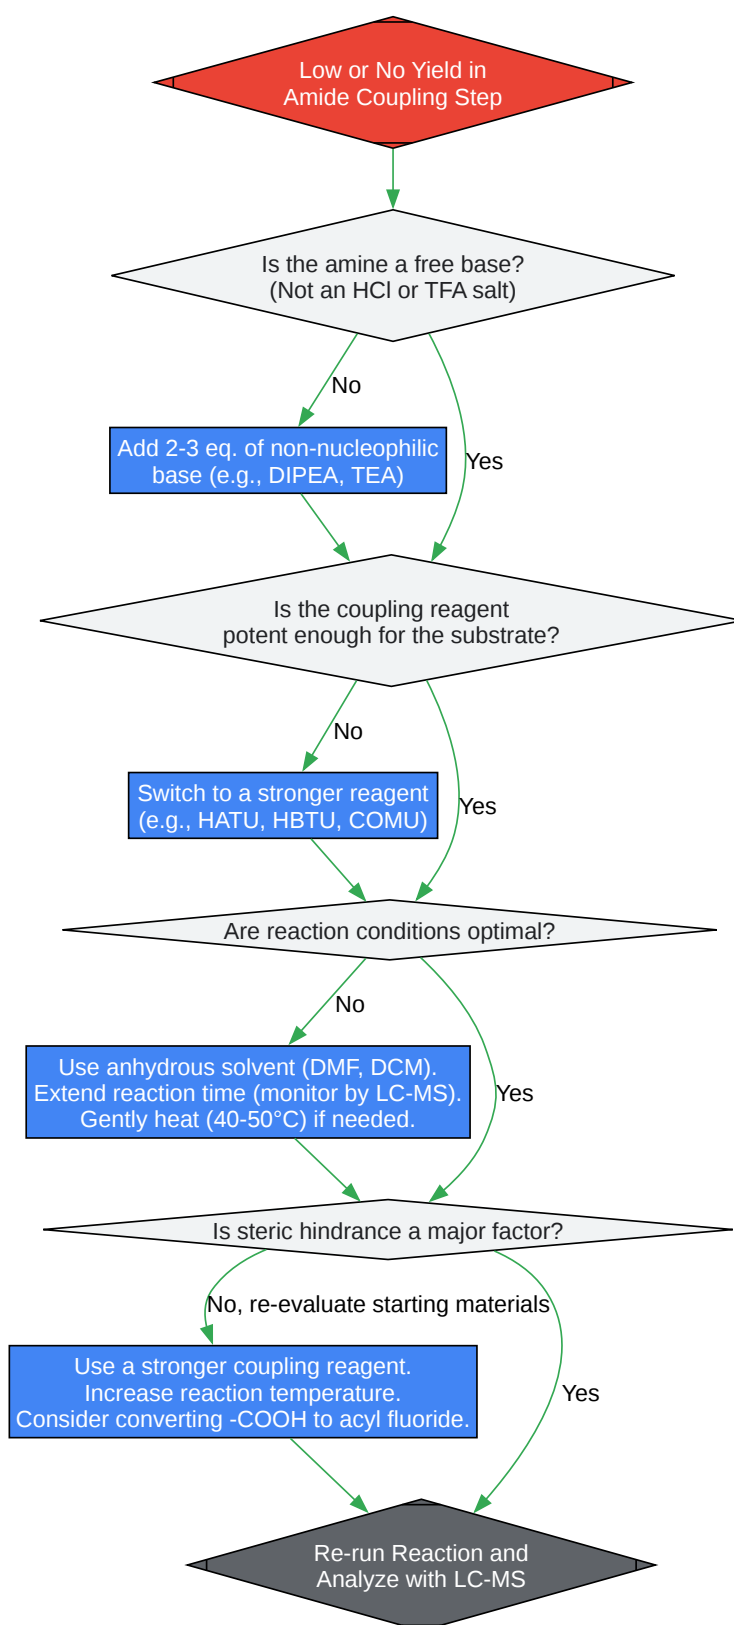 Low or No Yield in
Amide Coupling Step
Is the amine a free base?
(Not an HCl or TFA salt)
No
Add 2-3 eq. of non-nucleophilic
base (e.g., DIPEA, TEA)
Yes
Is the coupling reagent
potent enough for the substrate?
No
Switch to a stronger reagent
(e.g., HATU, HBTU, COMU)
Yes
Are reaction conditions optimal?
No
Use anhydrous solvent (DMF, DCM).
Extend reaction time (monitor by LC-MS).
Gently heat (40-50°C) if needed.
Yes
Is steric hindrance a major factor?
No, re-evaluate starting materials
Use a stronger coupling reagent.
Increase reaction temperature.
Consider converting -COOH to acyl fluoride.
Yes
Re-run Reaction and
Analyze with LC-MS